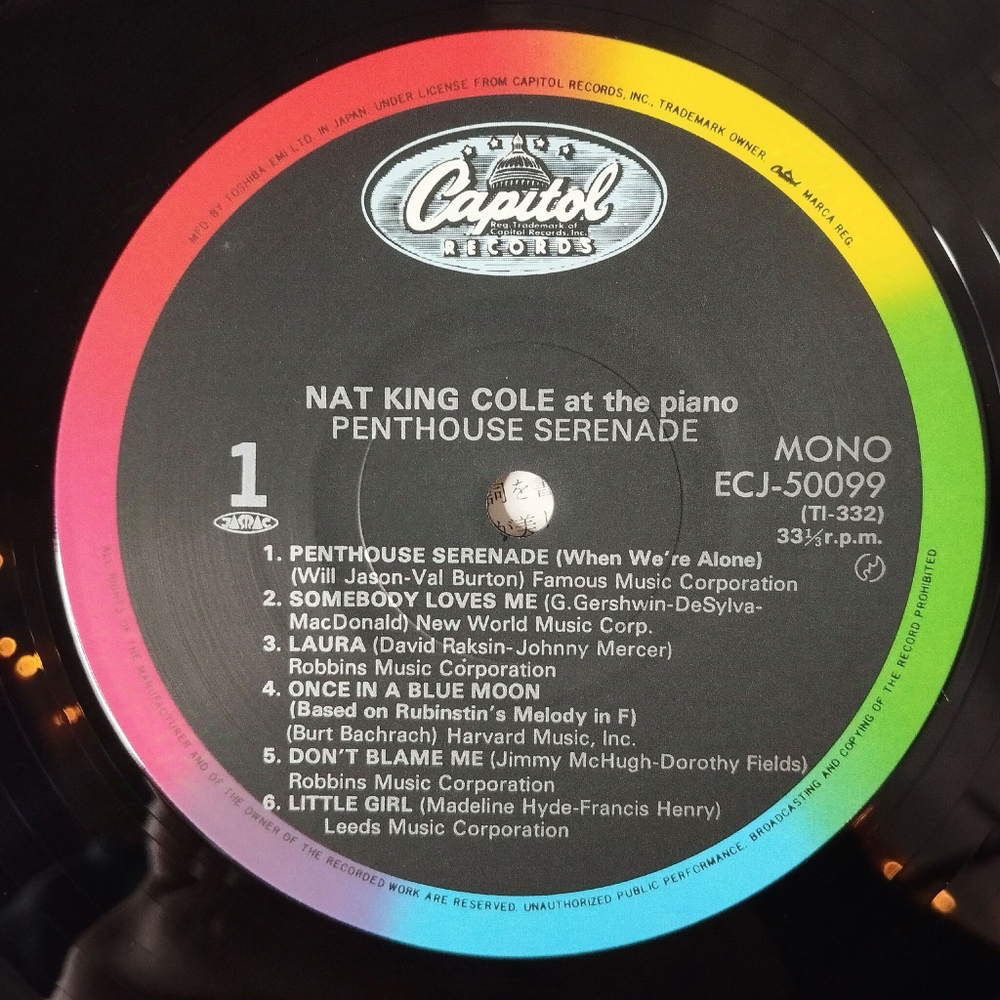 MFD. BY TOSHIBA EMI LTD. IN JAPAN. UNDER LICENSE FROM CAPITOL RECORDS, INC., TRADEMARK OWNER. Capitol MARCA REG.
Capitol
Reg. Trademark of
Capitol Records, Inc.
RECORDS
NAT KING COLE at the piano
PENTHOUSE SERENADE
1
JASRAC
MONO
ECJ-50099
(TI-332)
33⅓r.p.m.
詞を
美
1. PENTHOUSE SERENADE (When We're Alone)
(Will Jason-Val Burton) Famous Music Corporation
2. SOMEBODY LOVES ME (G.Gershwin-DeSylva-
MacDonald) New World Music Corp.
3. LAURA (David Raksin-Johnny Mercer)
Robbins Music Corporation
4. ONCE IN A BLUE MOON
(Based on Rubinstin's Melody in F)
(Burt Bachrach) Harvard Music, Inc.
5. DON'T BLAME ME (Jimmy McHugh-Dorothy Fields)
Robbins Music Corporation
6. LITTLE GIRL (Madeline Hyde-Francis Henry)
Leeds Music Corporation
ALL RIGHTS OF THE MANUFACTURER AND OF THE OWNER OF THE RECORDED WORK ARE RESERVED. UNAUTHORIZED PUBLIC PERFORMANCE, BROADCASTING AND COPYING OF THE RECORD PROHIBITED